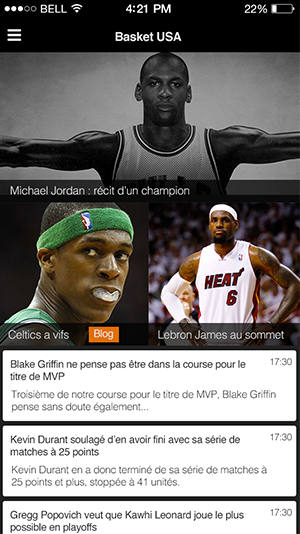 BELL 4:21 PM 22%
Basket USA
Michael Jordan : récit d'un champion
Celtics a vifs Blog
HEAT
6
Lebron James au sommet
Blake Griffin ne pense pas être dans la course pour le 17:30
titre de MVP
Troisième de notre course pour le titre de MVP, Blake Griffin
pense sans doute également...
Kevin Durant soulagé d'en avoir fini avec sa série de 17:30
matches à 25 points
Kevin Durant en a donc terminé de sa série de matches à
25 points et plus, stoppée à 41 unités.
Gregg Popovich veut que Kawhi Leonard joue le plus 17:30
possible en playoffs